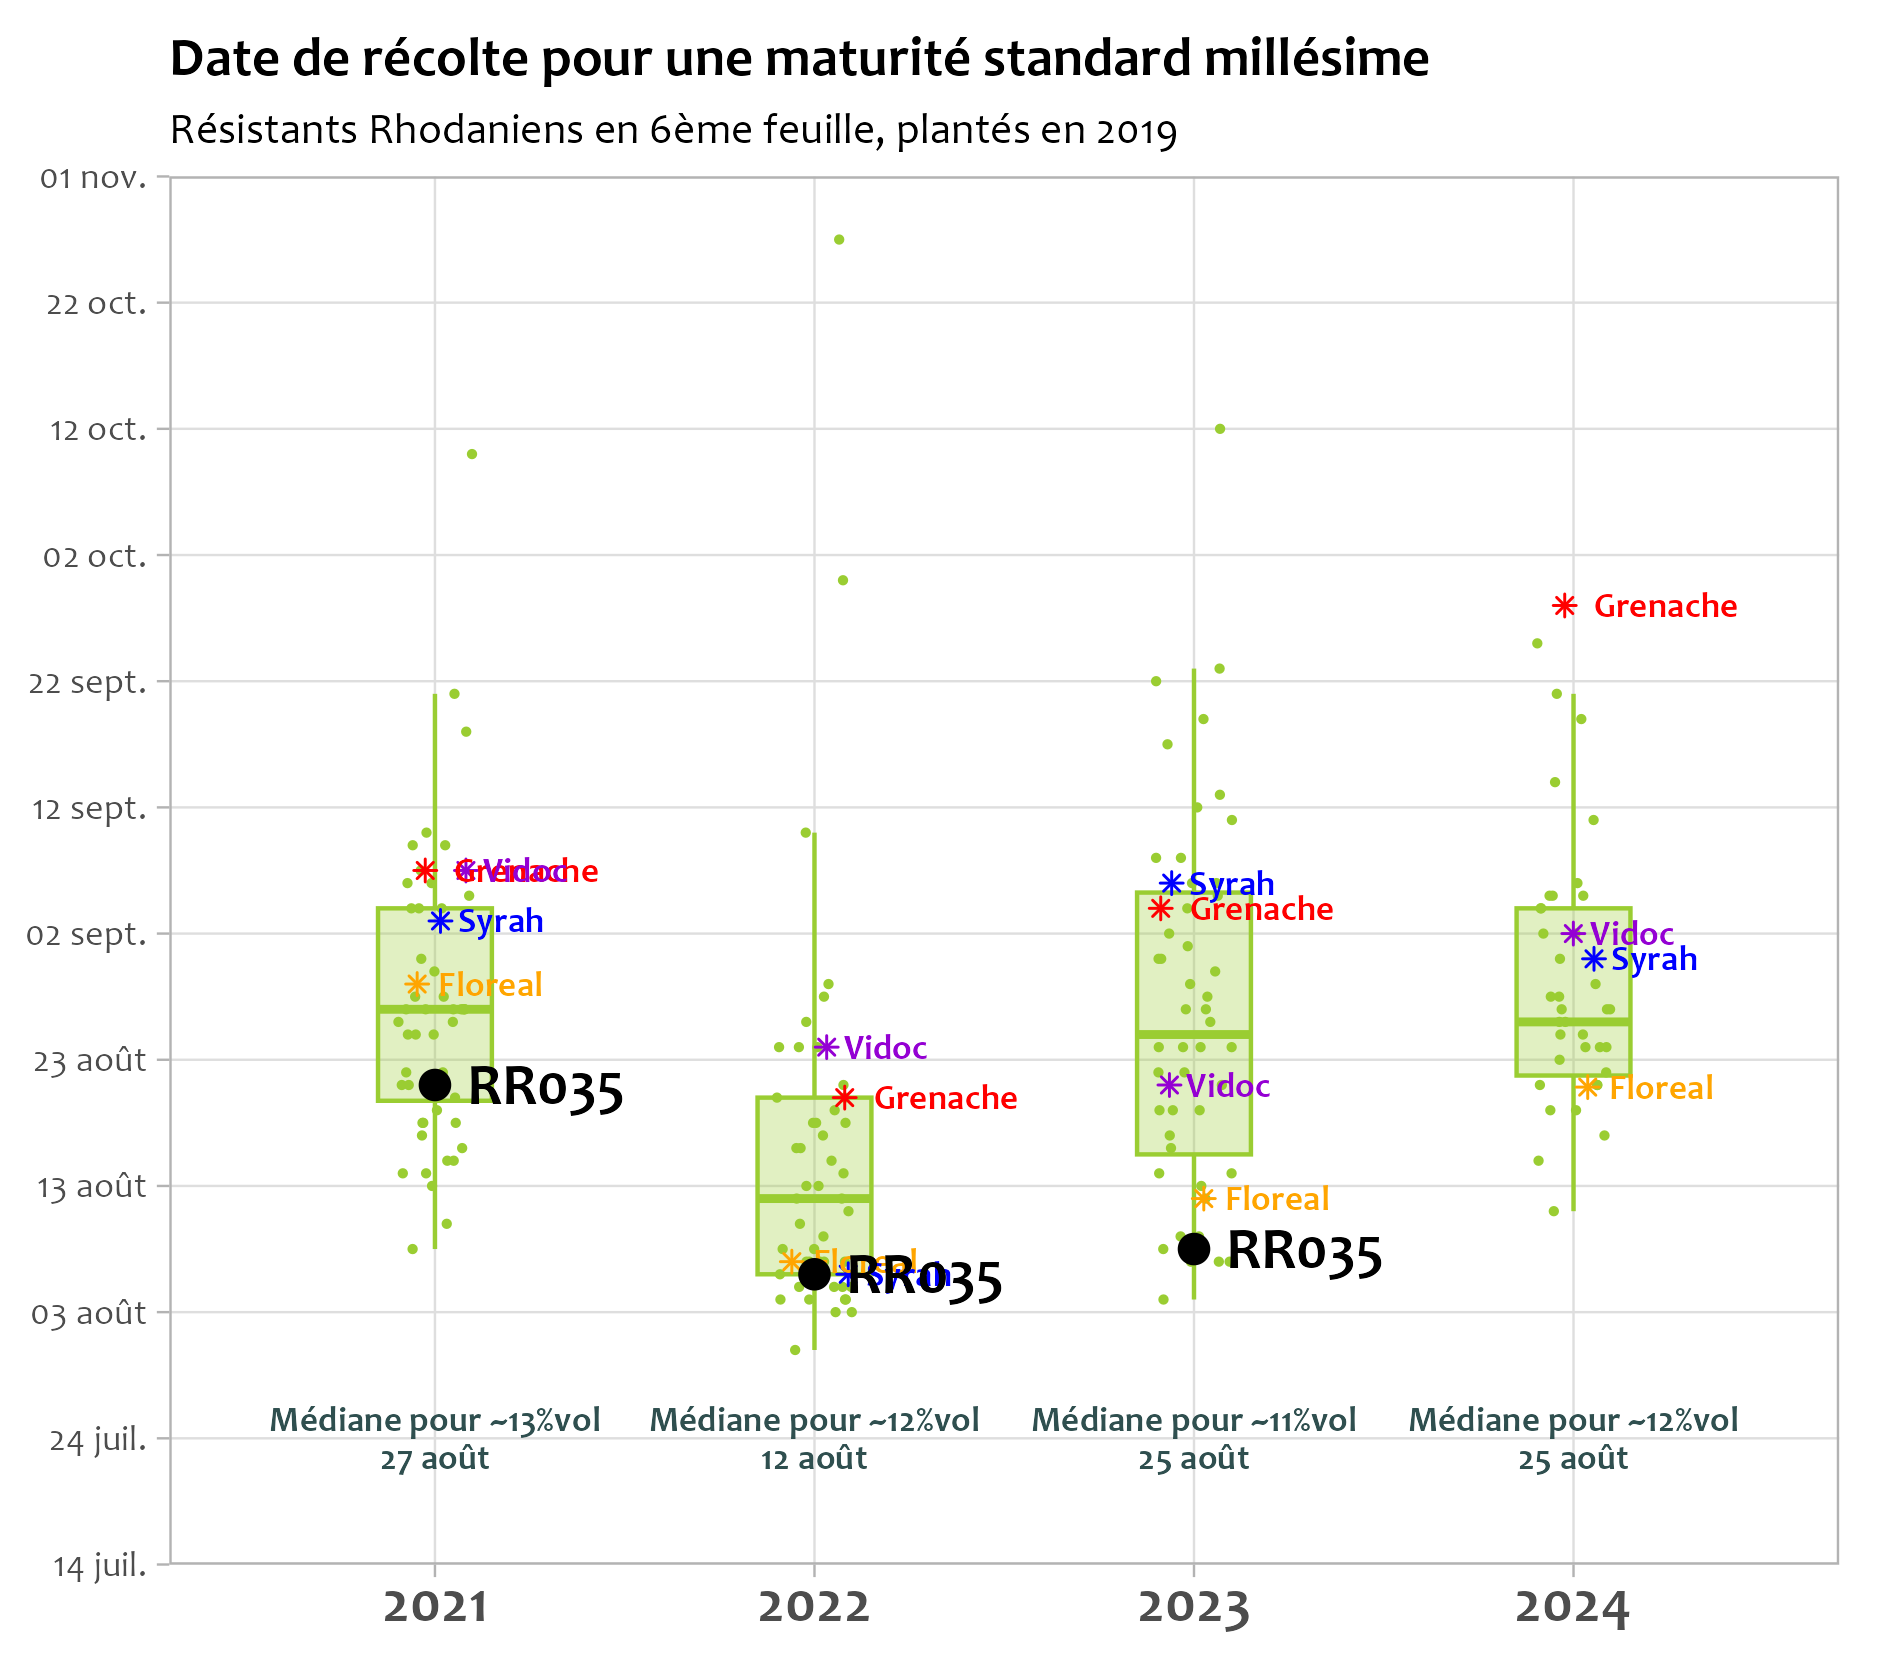 Date de récolte pour une maturité standard millésime
Résistants Rhodaniens en 6ème feuille, plantés en 2019
01 nov.
22 oct.
12 oct.
02 oct.
22 sept.
12 sept.
02 sept.
23 août
13 août
03 août
24 juil.
14 juil.
Grenache
Vidoc
Syrah
Floreal
RR035
Vidoc
Grenache
Floreal
Syrah
RR035
Syrah
Grenache
Vidoc
Floreal
RR035
Grenache
Vidoc
Syrah
Floreal
Médiane pour ~13%vol
27 août
Médiane pour ~12%vol
12 août
Médiane pour ~11%vol
25 août
Médiane pour ~12%vol
25 août
2021
2022
2023
2024